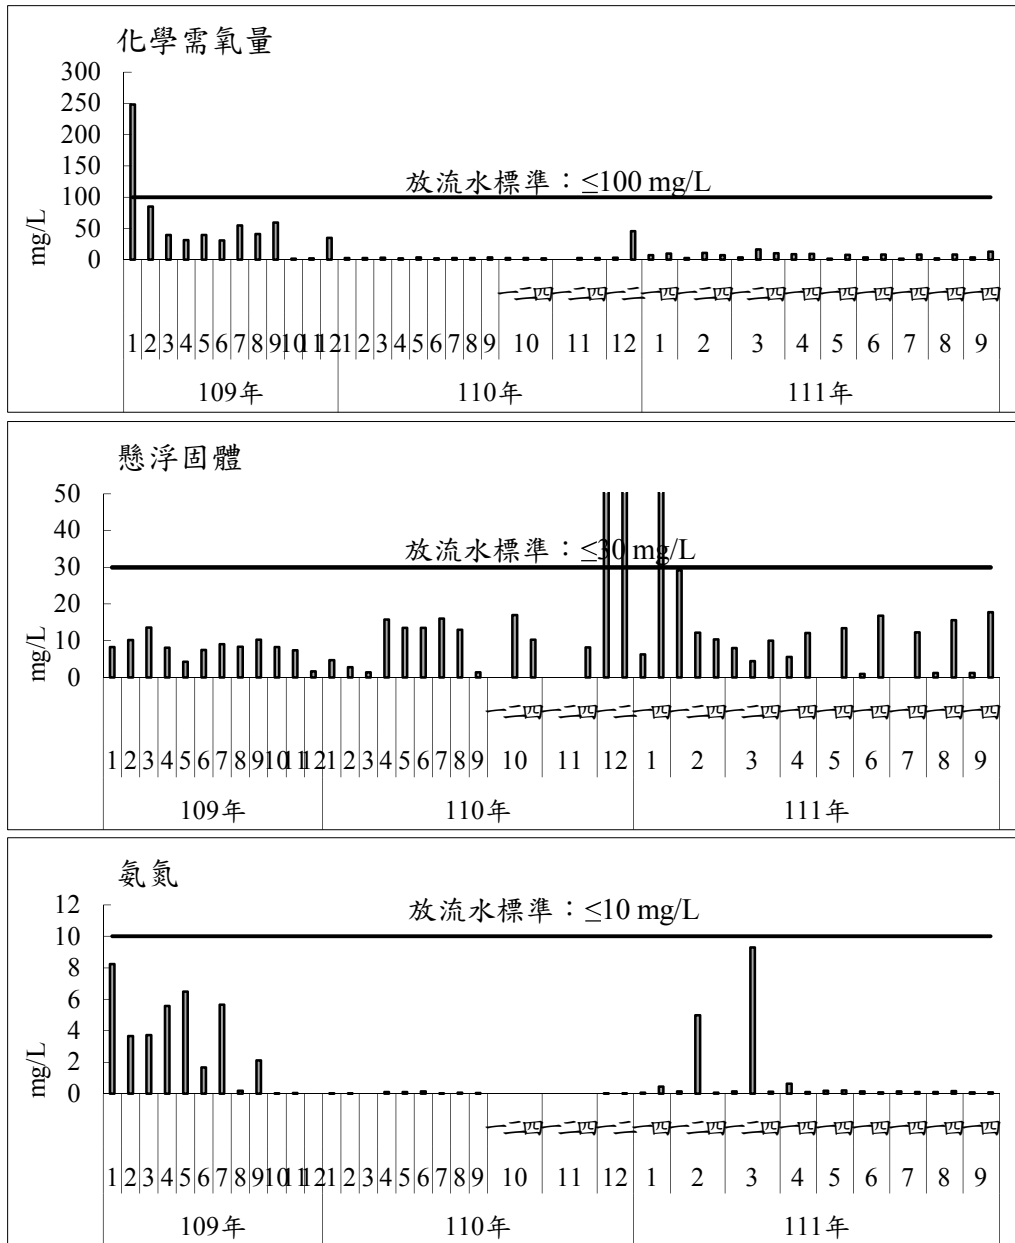 化學需氧量
300
250
200
150
100
50
0
mg/L
放流水標準：≤100 mg/L
一 二 四 一 二 四 一 二 一 四 一 二 四 一 二 四 一 四 一 四 一 四 一 四 一 四 一 四
1 2 3 4 5 6 7 8 9 10 11 12 1 2 3 4 5 6 7 8 9 10 11 12 1 2 3 4 5 6 7 8 9
109年 110年 111年
懸浮固體
50
40
30
20
10
0
mg/L
放流水標準：≤30 mg/L
一 二 四 一 二 四 一 二 一 四 一 二 四 一 二 四 一 四 一 四 一 四 一 四 一 四 一 四
1 2 3 4 5 6 7 8 9 10 11 12 1 2 3 4 5 6 7 8 9 10 11 12 1 2 3 4 5 6 7 8 9
109年 110年 111年
氨氮
12
10
8
6
4
2
0
mg/L
放流水標準：≤10 mg/L
一 二 四 一 二 四 一 二 一 四 一 二 四 一 二 四 一 四 一 四 一 四 一 四 一 四 一 四
1 2 3 4 5 6 7 8 9 10 11 12 1 2 3 4 5 6 7 8 9 10 11 12 1 2 3 4 5 6 7 8 9
109年 110年 111年